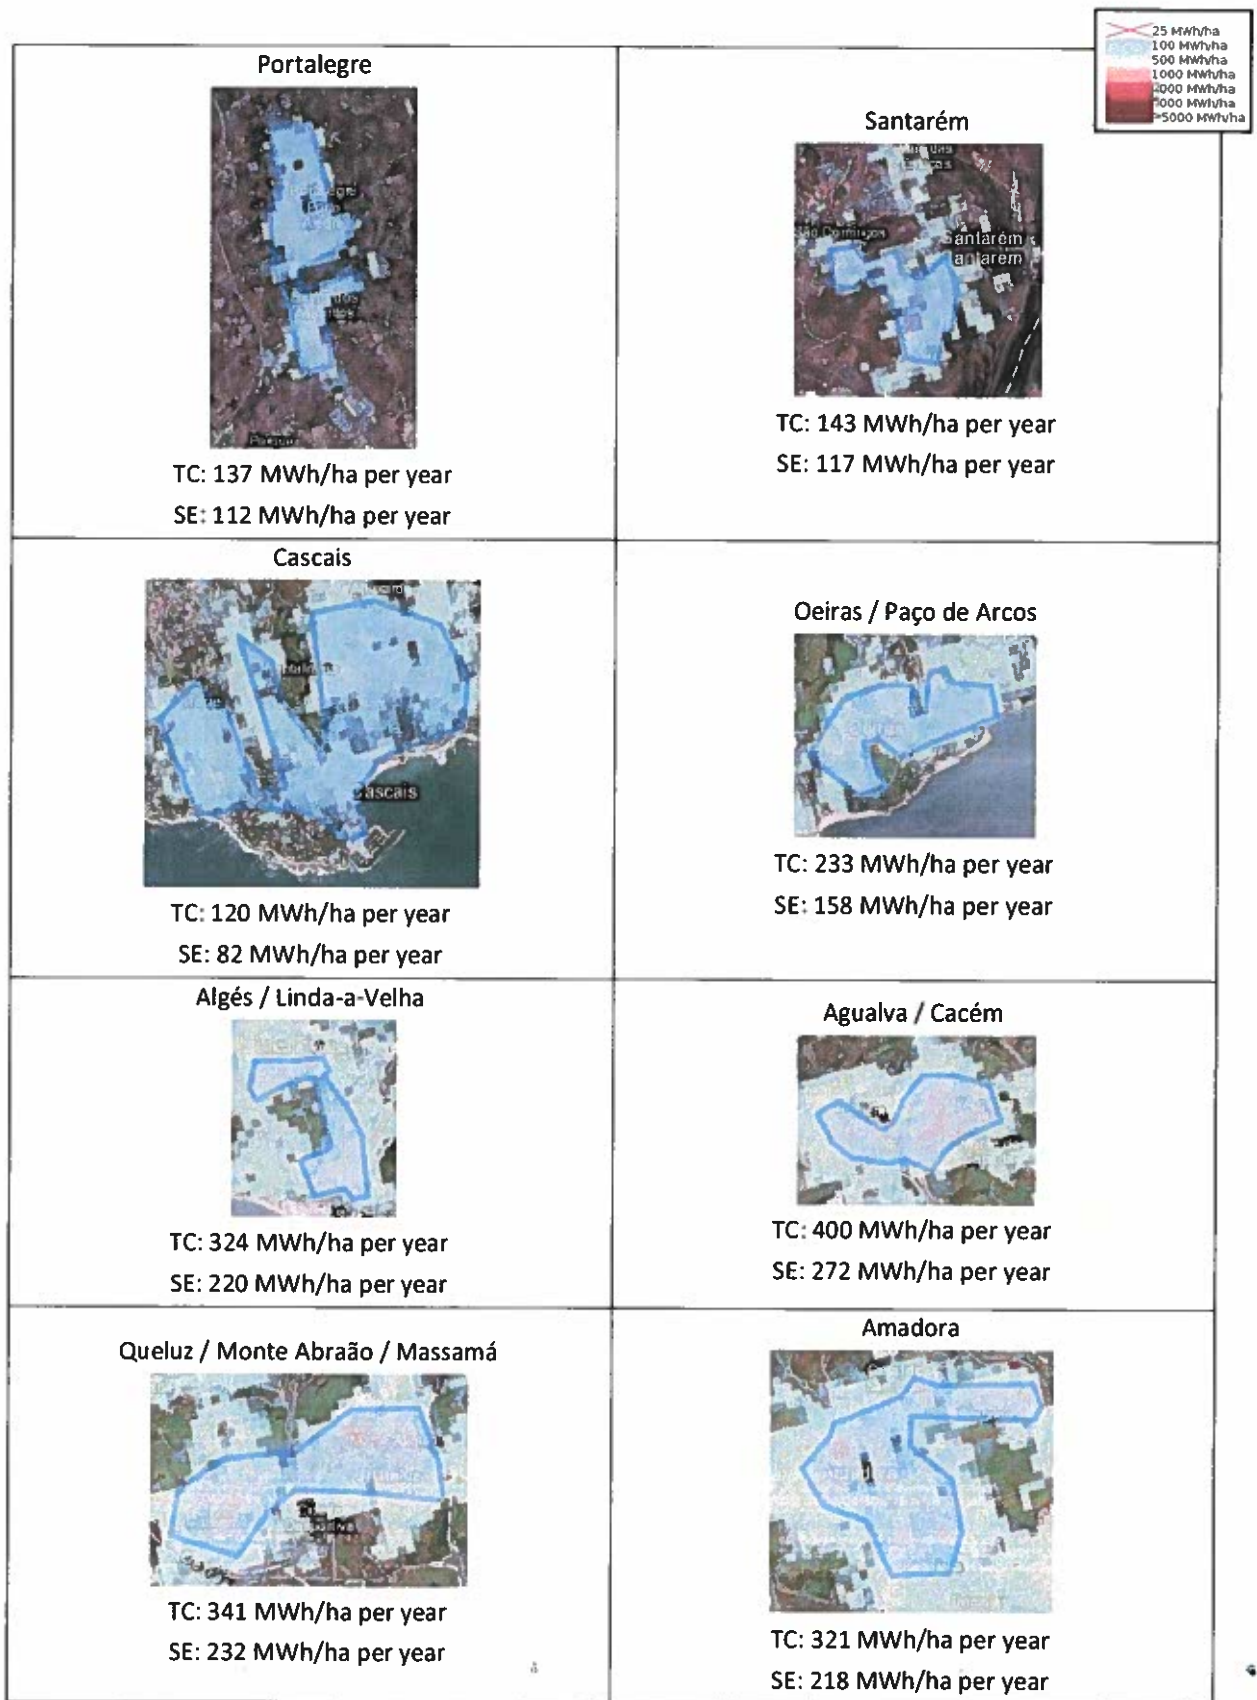 25 MWh/ha
100 MWh/ha
500 MWh/ha
1000 MWh/ha
2000 MWh/ha
000 MWh/ha
>5000 MWh/ha
Portalegre
TC: 137 MWh/ha per year
SE: 112 MWh/ha per year
Santarém
Santarém
TC: 143 MWh/ha per year
SE: 117 MWh/ha per year
Cascais
ascais
TC: 120 MWh/ha per year
SE: 82 MWh/ha per year
Oeiras / Paço de Arcos
TC: 233 MWh/ha per year
SE: 158 MWh/ha per year
Algés / Linda-a-Velha
TC: 324 MWh/ha per year
SE: 220 MWh/ha per year
Agualva / Cacém
TC: 400 MWh/ha per year
SE: 272 MWh/ha per year
Queluz / Monte Abraão / Massamá
TC: 341 MWh/ha per year
SE: 232 MWh/ha per year
Amadora
TC: 321 MWh/ha per year
SE: 218 MWh/ha per year